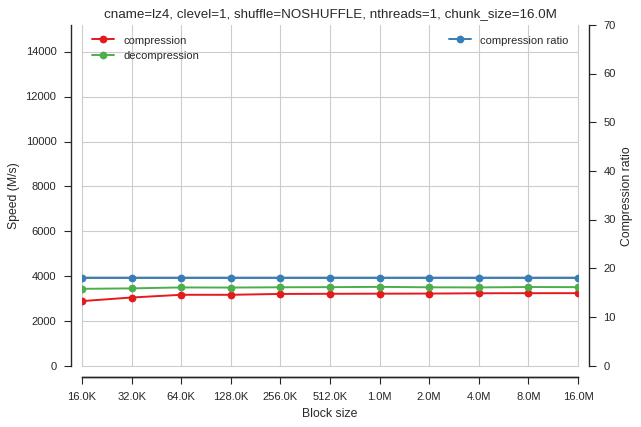 cname=lz4, clevel=1, shuffle=NOSHUFFLE, nthreads=1, chunk_size=16.0M
compression
decompression
compression ratio
14000
12000
10000
8000
6000
4000
2000
0
Speed (M/s)
70
60
50
40
30
20
10
0
Compression ratio
16.0K 32.0K 64.0K 128.0K 256.0K 512.0K 1.0M 2.0M 4.0M 8.0M 16.0M
Block size